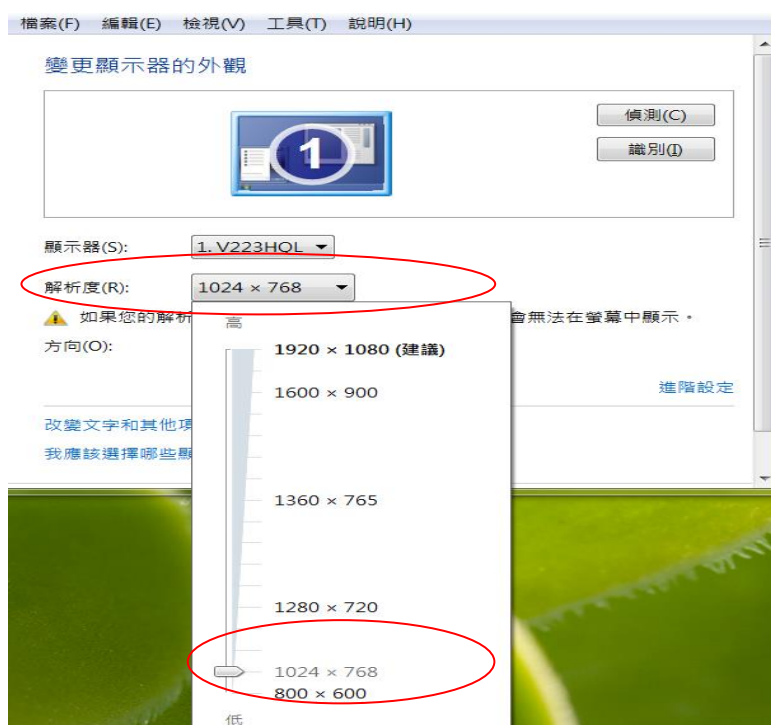 檔案(F) 編輯(E) 檢視(V) 工具(T) 說明(H)
變更顯示器的外觀
1
偵測(C)
識別(I)
顯示器(S): 1. V223HQL
解析度(R): 1024 × 768
如果您的解析 會無法在螢幕中顯示。
方向(O):
進階設定
改變文字和其他項
我應該選擇哪些顯
高
1920 × 1080 (建議)
1600 × 900
1360 × 765
1280 × 720
1024 × 768
800 × 600
低